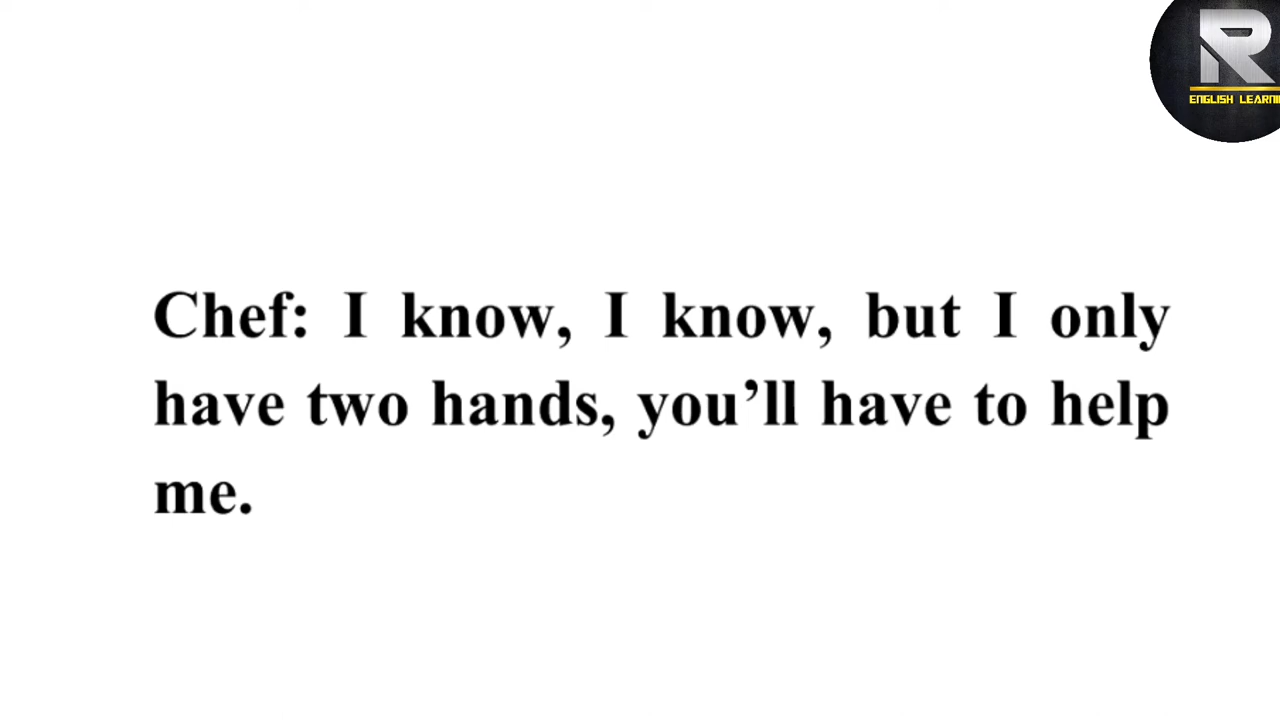 R
ENGLISH LEARNI
Chef: I know, I know, but I only
have two hands, you’ll have to help
me.